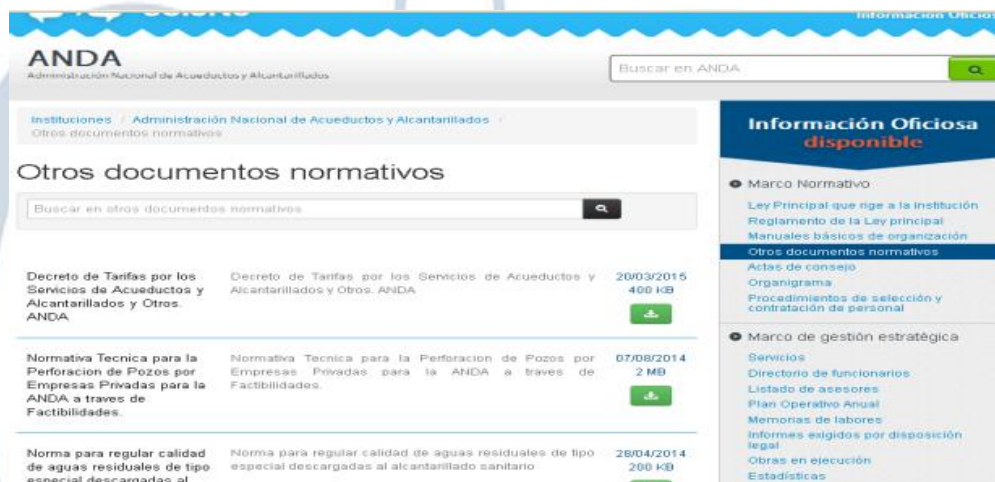 Información Oficiosa
ANDA
Administración Nacional de Acueductos y Alcantarillados
Buscar en ANDA
Instituciones / Administración Nacional de Acueductos y Alcantarillados /
Otros documentos normativos
Otros documentos normativos
Buscar en otros documentos normativos
Decreto de Tarifas por los
Servicios de Acueductos y
Alcantarillados y Otros.
ANDA
Decreto de Tarifas por los Servicios de Acueductos y
Alcantarillados y Otros. ANDA
20/03/2015
400 KB
Normativa Tecnica para la
Perforacion de Pozos por
Empresas Privadas para la
ANDA a traves de
Factibilidades.
Normativa Tecnica para la Perforacion de Pozos por
Empresas Privadas para la ANDA a traves de
Factibilidades.
07/08/2014
2 MB
Norma para regular calidad
de aguas residuales de tipo
especial descargadas al
Norma para regular calidad de aguas residuales de tipo
especial descargadas al alcantarillado sanitario
28/04/2014
200 KB
Información Oficiosa
disponible
Marco Normativo
Ley Principal que rige a la institución
Reglamento de la Ley principal
Manuales básicos de organización
Otros documentos normativos
Actas de consejo
Organigrama
Procedimientos de selección y
contratación de personal
Marco de gestión estratégica
Servicios
Directorio de funcionarios
Listado de asesores
Plan Operativo Anual
Memorias de labores
Informes exigidos por disposición
legal
Obras en ejecución
Estadísticas